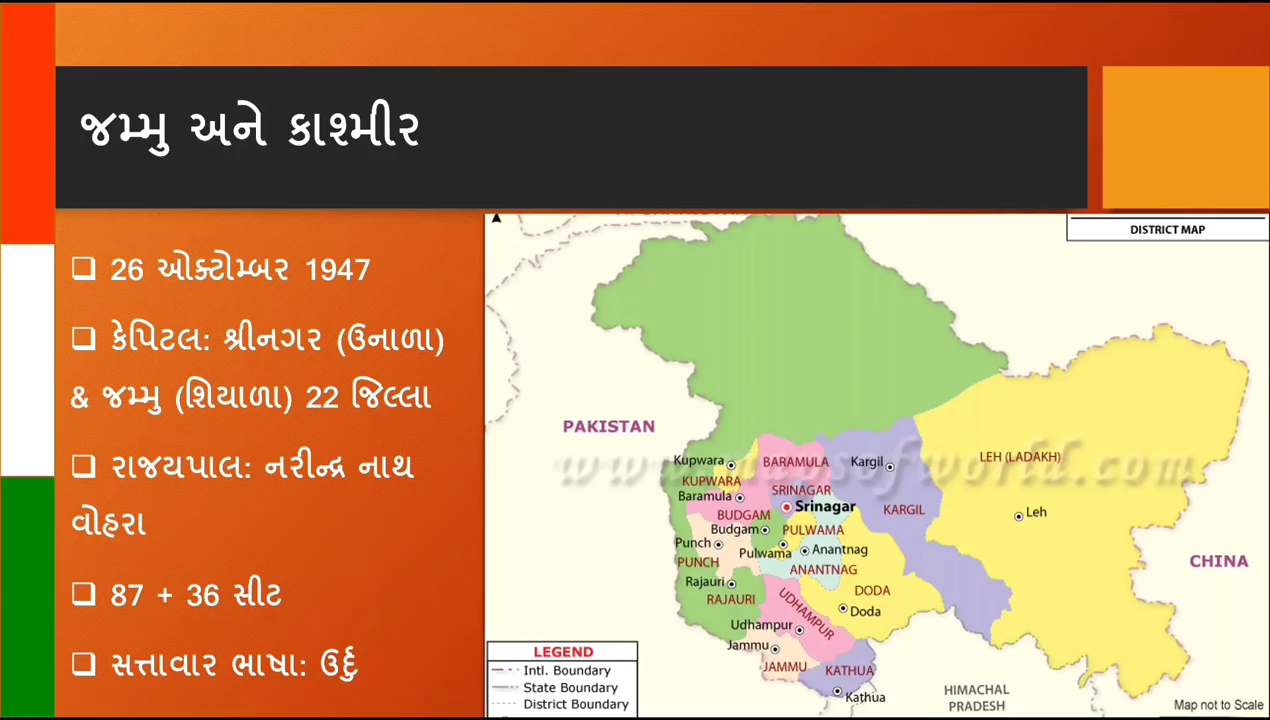 જમ્મુ અને કાશ્મીર
❑ 26 ઓક્ટોમ્બર 1947
❑ કેપિટલ: શ્રીનગર (ઉનાળા)
& જમ્મુ (શિયાળા) 22 જિલ્લા
❑ રાજયપાલ: નરીન્દ્ર નાથ
વોહરા
❑ 87 + 36 સીટ
❑ સત્તાવાર ભાષા: ઉર્દુ
DISTRICT MAP
PAKISTAN
www.mapsofworld.com
LEH (LADAKH)
Kupwara
BARAMULA
Kargil
KUPWARA
SRINAGAR
Baramula
Srinagar
KARGIL
Leh
BUDGAM
Budgam
PULWAMA
Punch
Pulwama
Anantnag
PUNCH
ANANTNAG
CHINA
Rajauri
RAJAURI
UDHAMPUR
DODA
Doda
Udhampur
Jammu
JAMMU
KATHUA
Kathua
HIMACHAL
PRADESH
LEGEND
Intl. Boundary
State Boundary
District Boundary
Map not to Scale